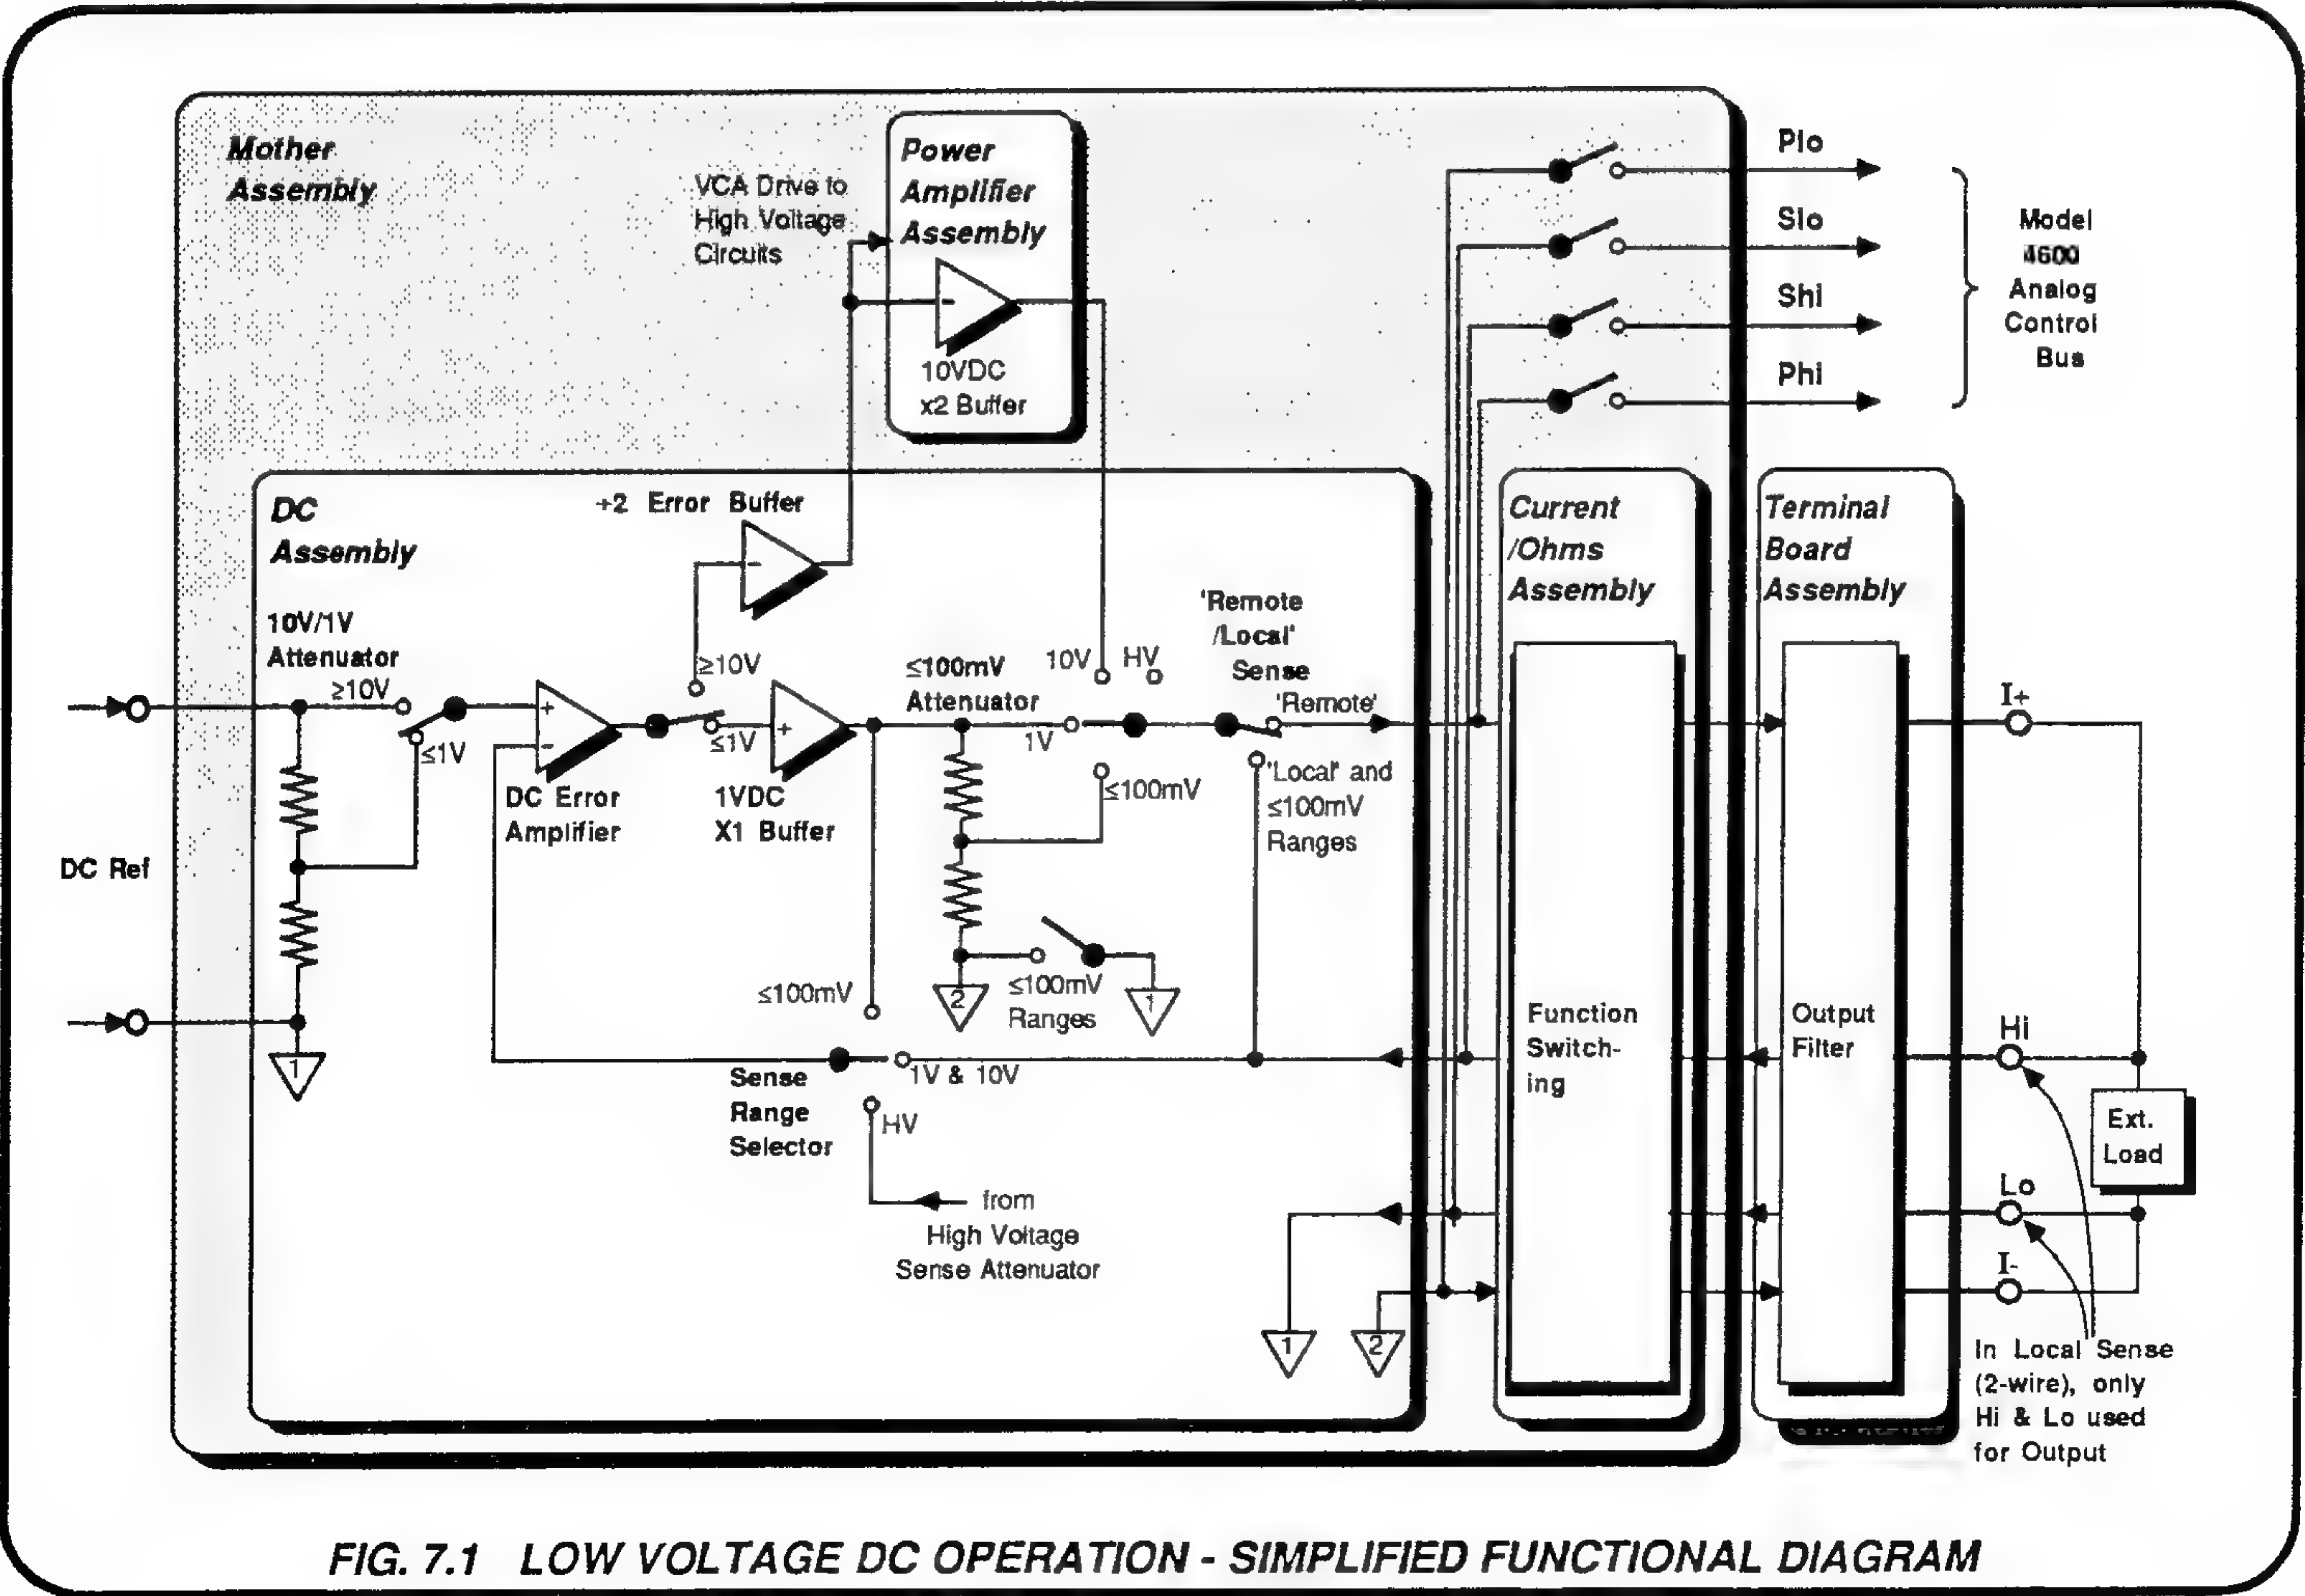 Mother
Assembly
VCA Drive to
High Voltage
Circuits
Power
Amplifier
Assembly
-
10VDC
x2 Buffer
Plo
Slo
Shi
Phi
Model
4600
Analog
Control
Bus
DC
Assembly
÷2 Error Buffer
-
10V/1V
Attenuator
≥10V
≤1V
+
-
DC Error
Amplifier
≥10V
≤1V
+
1VDC
X1 Buffer
≤100mV
Attenuator
1V
10V
HV
≤100mV
'Remote
/Local'
Sense
'Remote'
'Local' and
≤100mV
Ranges
2
≤100mV
Ranges
1
DC Ref
1
≤100mV
1V & 10V
HV
Sense
Range
Selector
from
High Voltage
Sense Attenuator
1
2
Current
/Ohms
Assembly
Function
Switch-
ing
Terminal
Board
Assembly
Output
Filter
I+
Hi
Ext.
Load
Lo
I-
In Local Sense
(2-wire), only
Hi & Lo used
for Output
FIG. 7.1 LOW VOLTAGE DC OPERATION - SIMPLIFIED FUNCTIONAL DIAGRAM